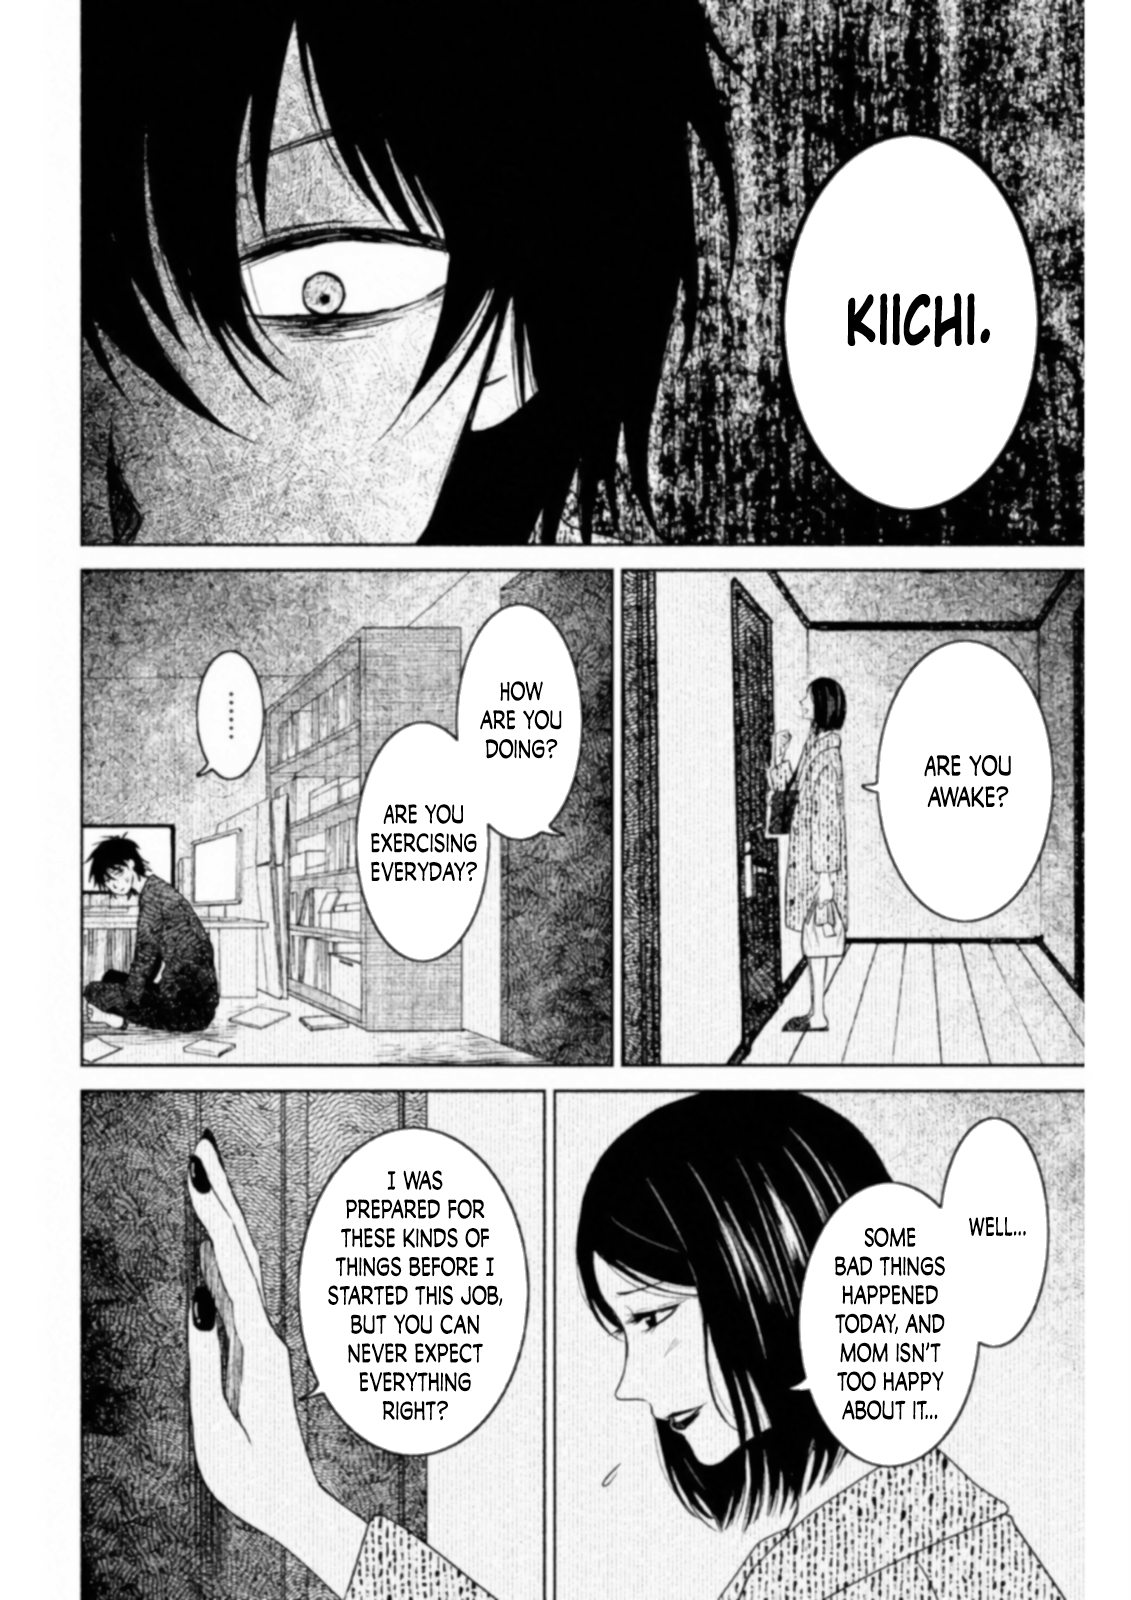 KIICHI.
ARE YOU
AWAKE?
HOW
ARE YOU
DOING?
ARE YOU
EXERCISING
EVERYDAY?
.......
WELL...
SOME
BAD THINGS
HAPPENED
TODAY, AND
MOM ISN'T
TOO HAPPY
ABOUT IT...
I WAS
PREPARED FOR
THESE KINDS OF
THINGS BEFORE I
STARTED THIS JOB,
BUT YOU CAN
NEVER EXPECT
EVERYTHING
RIGHT?